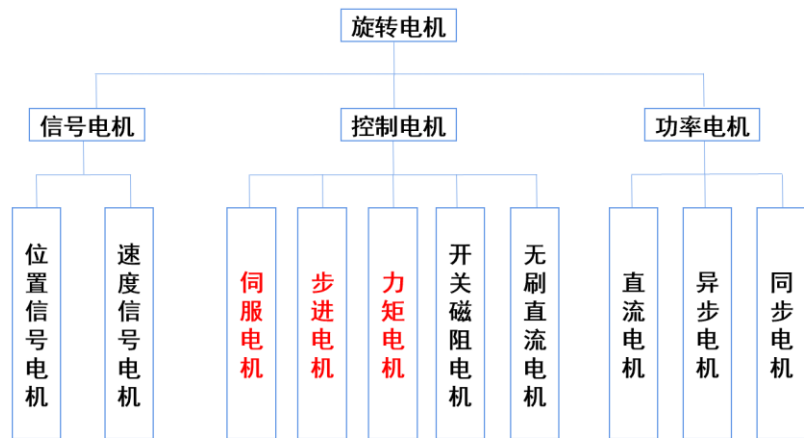 旋转电机
信号电机
控制电机
功率电机
位置信号电机
速度信号电机
伺服电机
步进电机
力矩电机
开关磁阻电机
无刷直流电机
直流电机
异步电机
同步电机